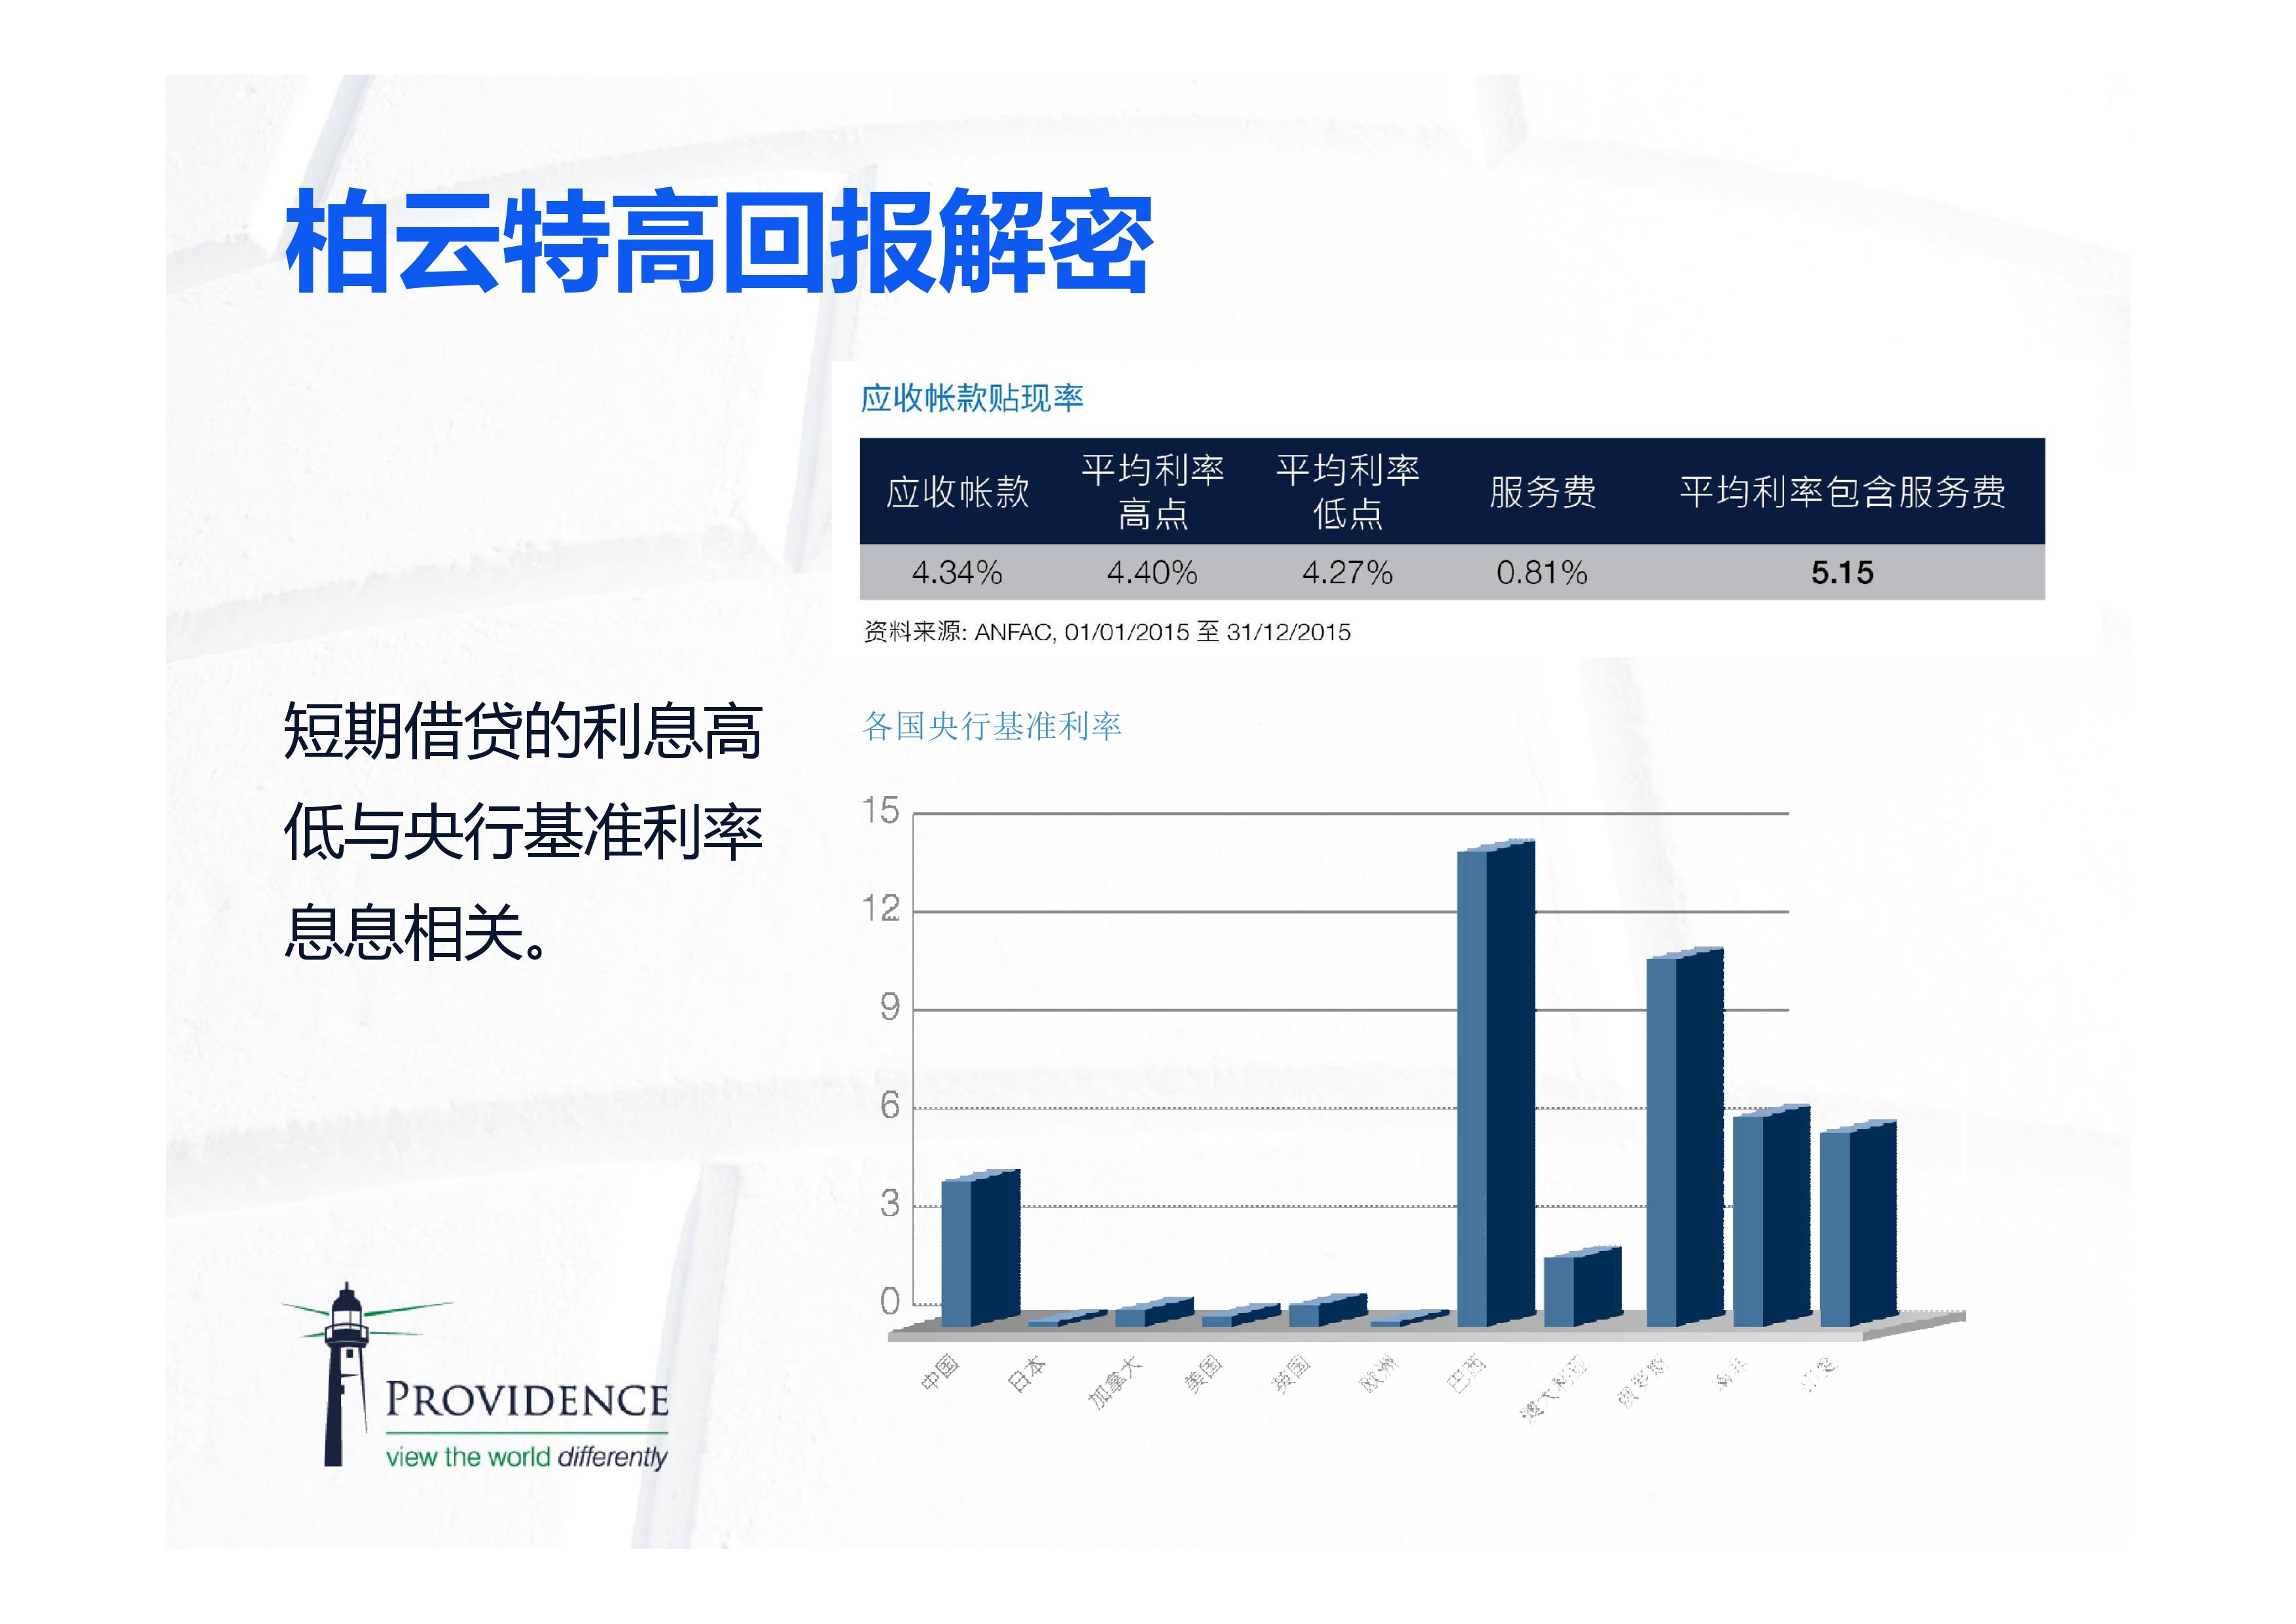 柏云特高回报解密
应收帐款贴现率
应收帐款 平均利率高点 平均利率低点 服务费 平均利率包含服务费
4.34% 4.40% 4.27% 0.81% 5.15
资料来源: ANFAC, 01/01/2015 至 31/12/2015
短期借贷的利息高
低与央行基准利率
息息相关。
各国央行基准利率
15
12
9
6
3
0
中国 日本 加拿大 美国 英国 欧洲 巴西 澳大利亚 俄罗斯
PROVIDENCE
view the world differently